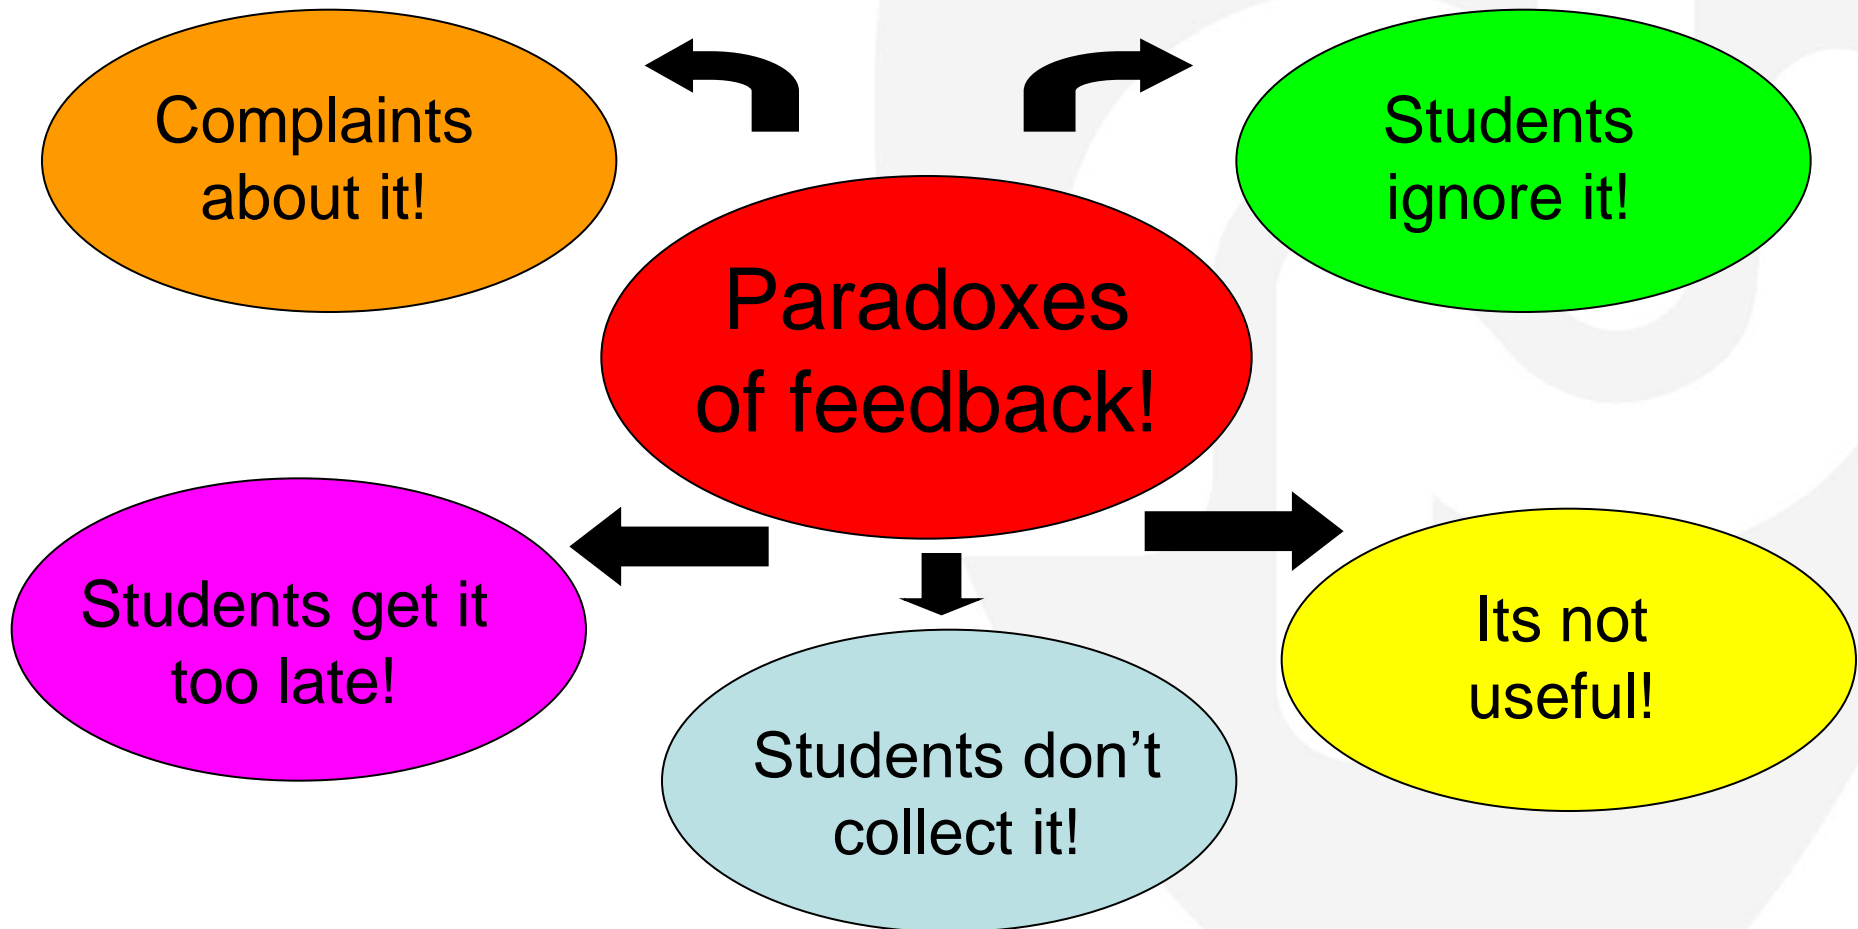 Complaints
about it!
Students
ignore it!
Paradoxes
of feedback!
Students get it
too late!
Students don’t
collect it!
Its not
useful!